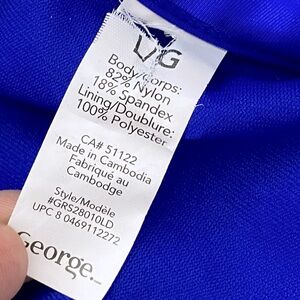 L/G
Body/Corps:
82% Nylon
18% Spandex
Lining/Doublure:
100% Polyester
CA# 51122
Made in Cambodia
Fabriqué au
Cambodge
Style/Modèle
#GRS28010LD
UPC 8 0469112272
George.